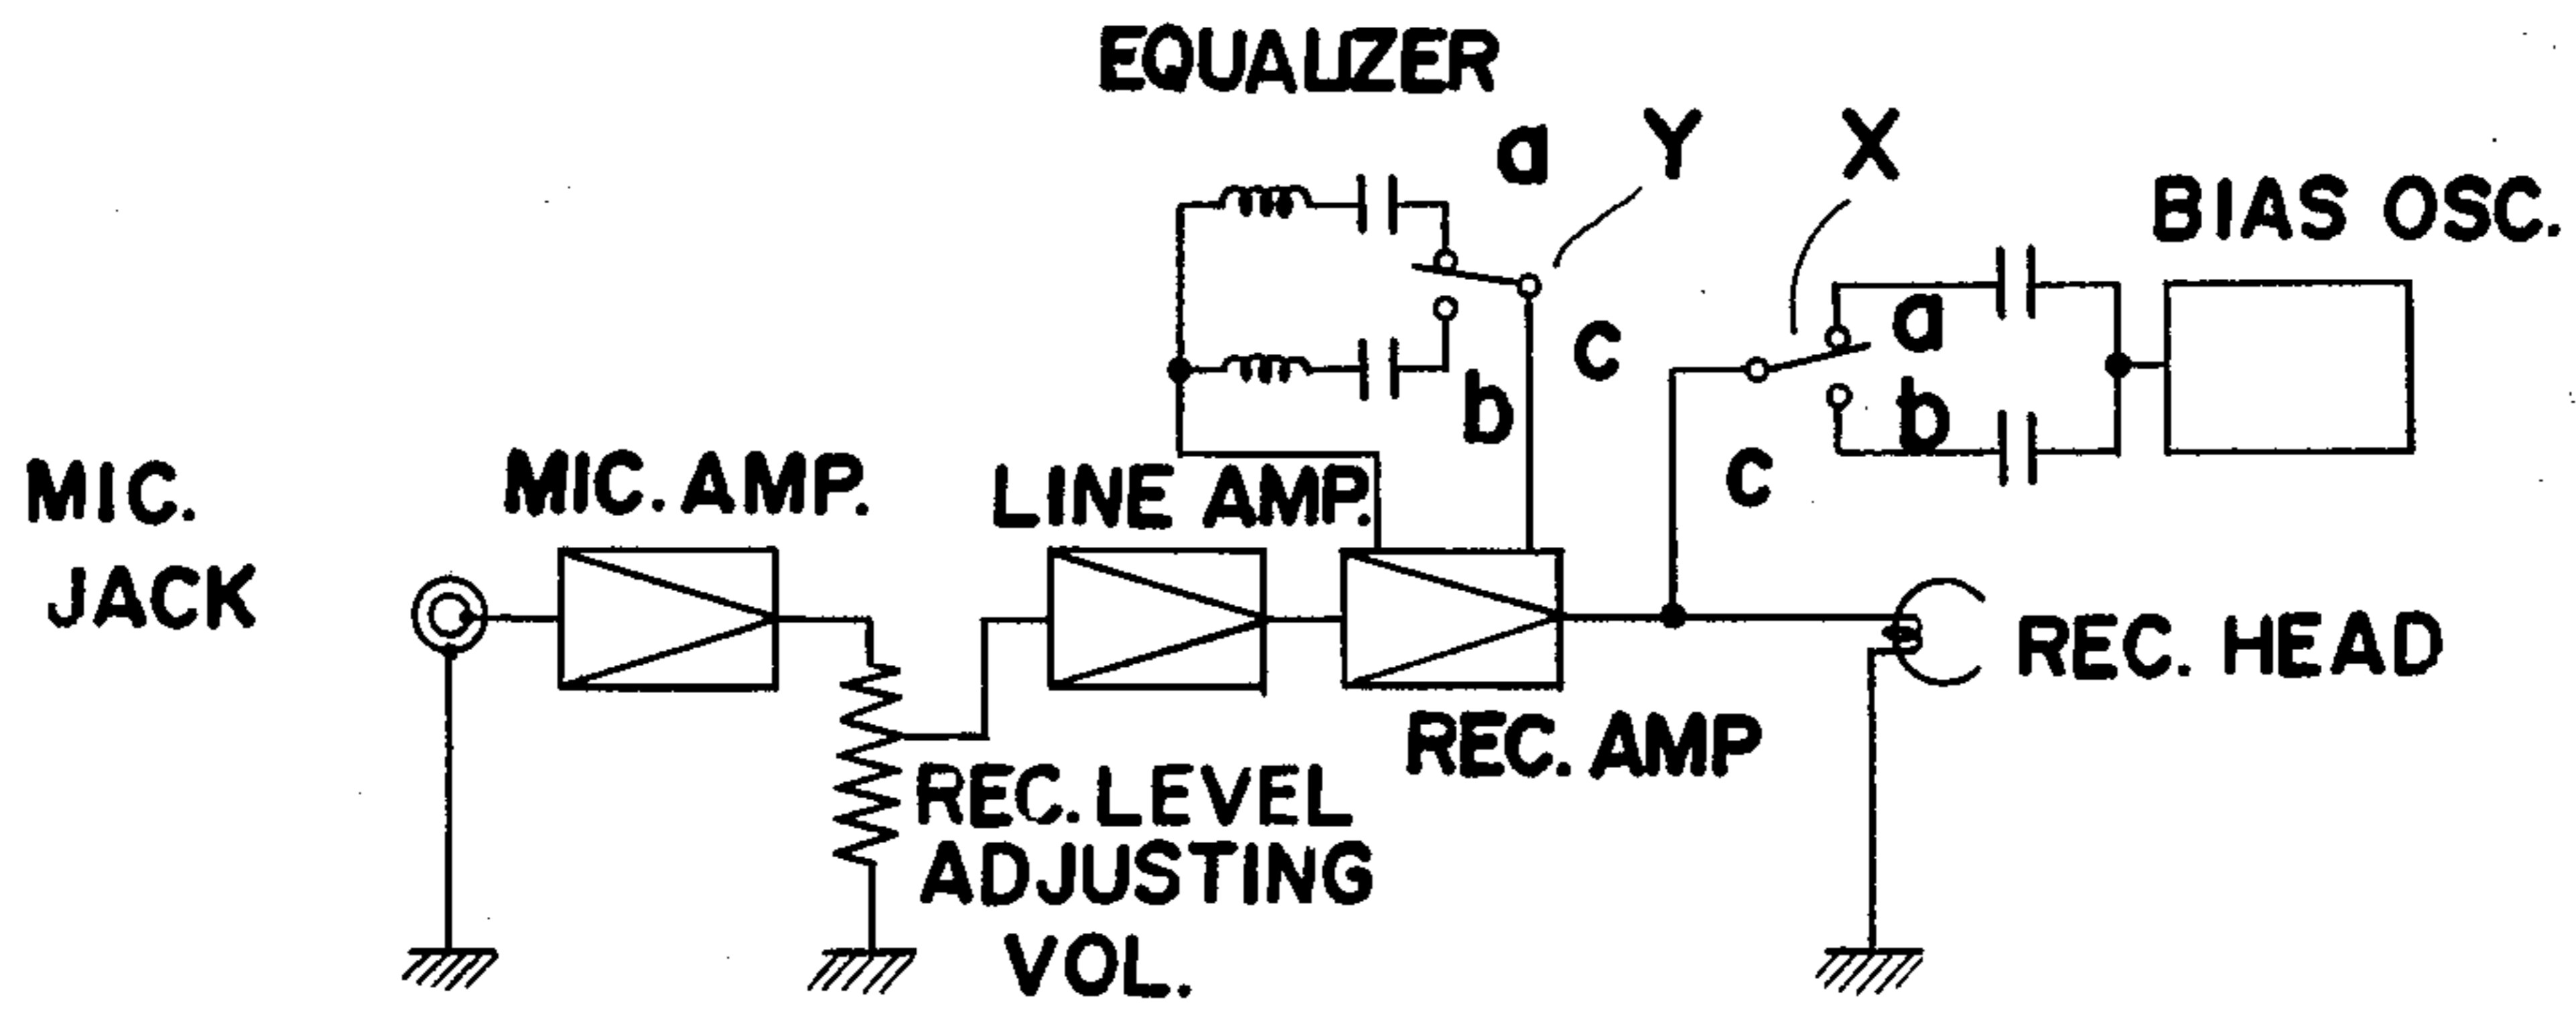 EQUALIZER
a
Y
X
BIAS OSC.
a
c
b
b
c
MIC.
JACK
MIC. AMP.
LINE AMP.
REC. HEAD
REC. AMP
REC. LEVEL
ADJUSTING
VOL.